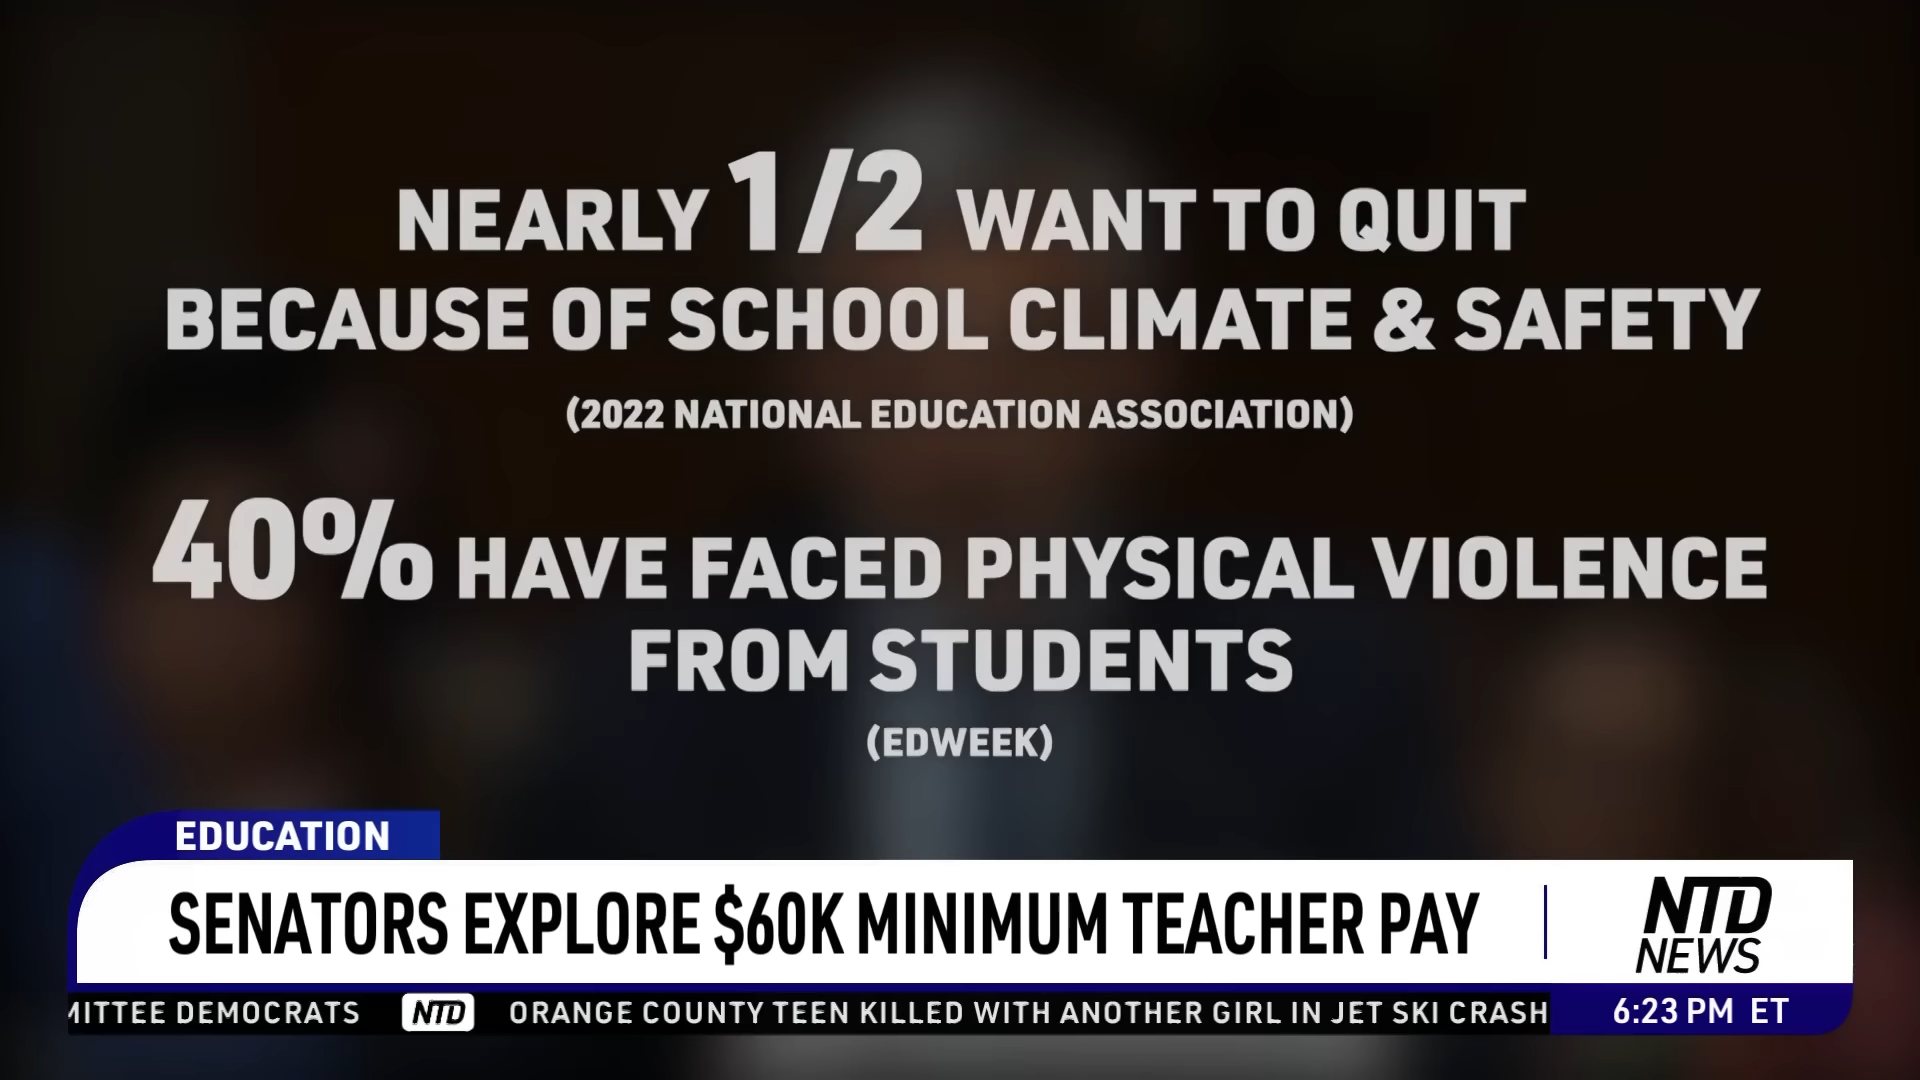 NEARLY 1/2 WANT TO QUIT
BECAUSE OF SCHOOL CLIMATE & SAFETY
(2022 NATIONAL EDUCATION ASSOCIATION)
40% HAVE FACED PHYSICAL VIOLENCE
FROM STUDENTS
(EDWEEK)
EDUCATION
SENATORS EXPLORE $60K MINIMUM TEACHER PAY
NTD
NEWS
MITTEE DEMOCRATS NTD ORANGE COUNTY TEEN KILLED WITH ANOTHER GIRL IN JET SKI CRASH
6:23 PM ET